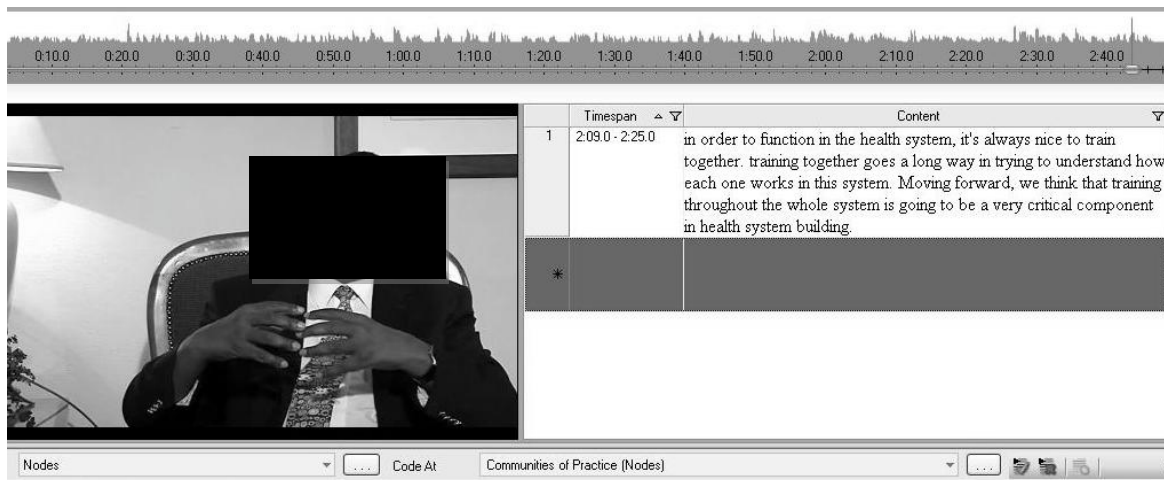 0:10.0 0:20.0 0:30.0 0:40.0 0:50.0 1:00.0 1:10.0 1:20.0 1:30.0 1:40.0 1:50.0 2:00.0 2:10.0 2:20.0 2:30.0 2:40.0
Timespan Content
1 2:09.0 - 2:25.0 in order to function in the health system, it's always nice to train
together. training together goes a long way in trying to understand how
each one works in this system. Moving forward, we think that training
throughout the whole system is going to be a very critical component
in health system building.
*
Nodes ... Code At Communities of Practice (Nodes) ...